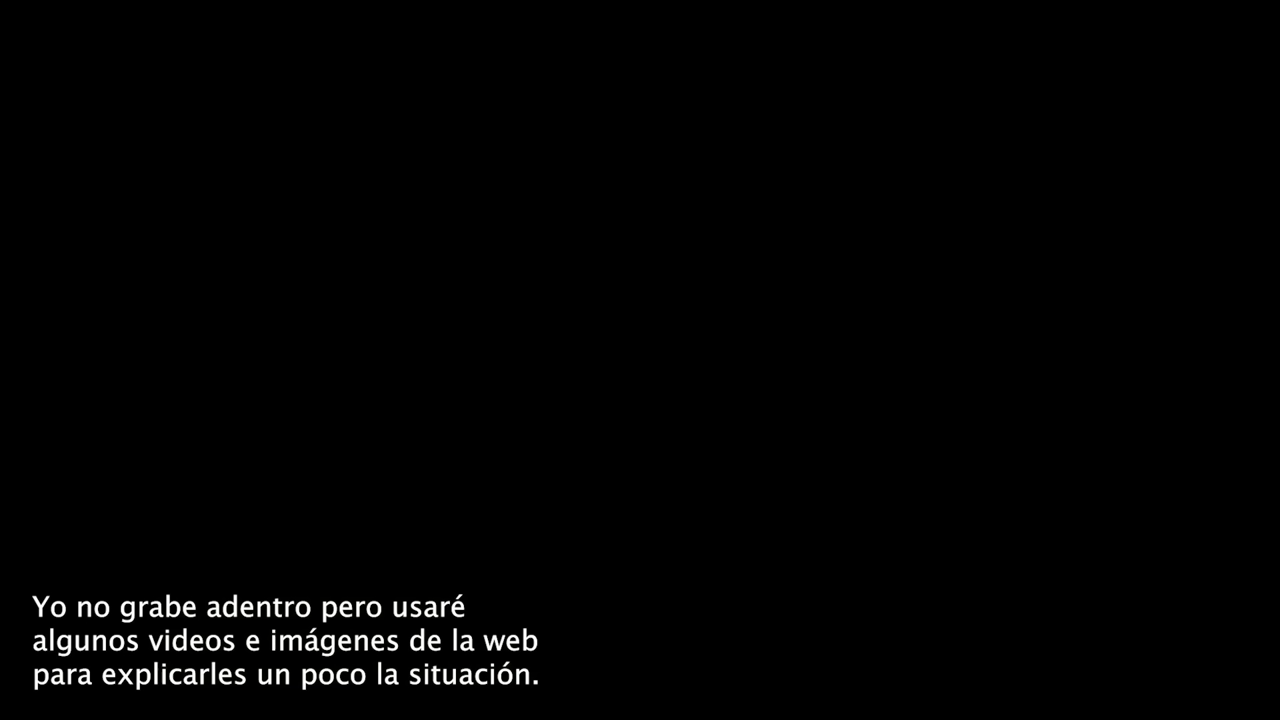 Yo no grabe adentro pero usaré
algunos videos e imágenes de la web
para explicarles un poco la situación.